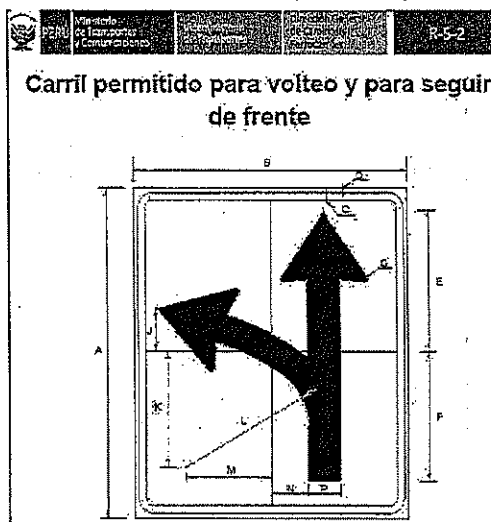 PERÚ
Ministerio
de Transportes
y Comunicaciones
R-5-2
Carril permitido para volteo y para seguir
de frente
B
D
C
G
E
J
A
K
L
F
M
N
P